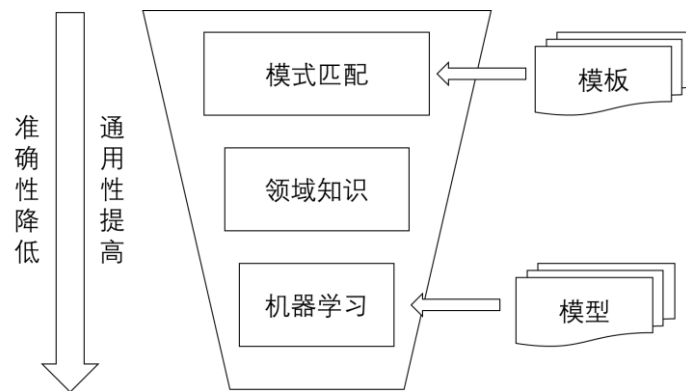 准确性降低
通用性提高
模式匹配
模板
领域知识
机器学习
模型